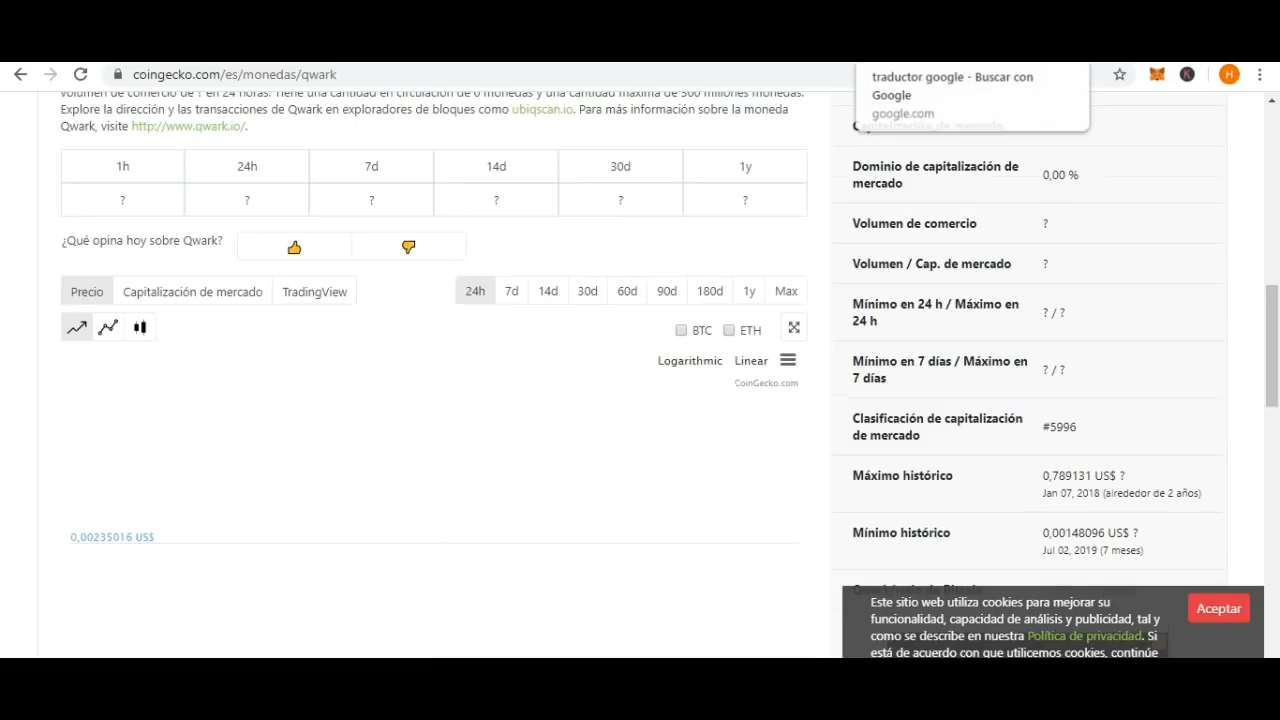 coingecko.com/es/monedas/qwark
traductor google - Buscar con
Google
google.com
H
volumen de comercio de ? en 24 horas. Tiene una cantidad en circulación de 0 monedas y una cantidad máxima de 300 millones monedas.
Explore la dirección y las transacciones de Qwark en exploradores de bloques como ubiqscan.io. Para más información sobre la moneda
Qwark, visite http://www.qwark.io/.
1h 24h 7d 14d 30d 1y
? ? ? ? ? ?
¿Qué opina hoy sobre Qwark?
Precio Capitalización de mercado TradingView 24h 7d 14d 30d 60d 90d 180d 1y Max
BTC ETH
Logarithmic Linear
CoinGecko.com
0,00235016 US$
Capitalización de mercado
Dominio de capitalización de
mercado
0,00 %
Volumen de comercio ?
Volumen / Cap. de mercado ?
Mínimo en 24 h / Máximo en
24 h
? / ?
Mínimo en 7 días / Máximo en
7 días
? / ?
Clasificación de capitalización
de mercado
#5996
Máximo histórico 0,789131 US$ ?
Jan 07, 2018 (alrededor de 2 años)
Mínimo histórico 0,00148096 US$ ?
Jul 02, 2019 (7 meses)
Este sitio web utiliza cookies para mejorar su
funcionalidad, capacidad de análisis y publicidad, tal y
como se describe en nuestra Política de privacidad. Si
está de acuerdo con que utilicemos cookies, continúe
Aceptar